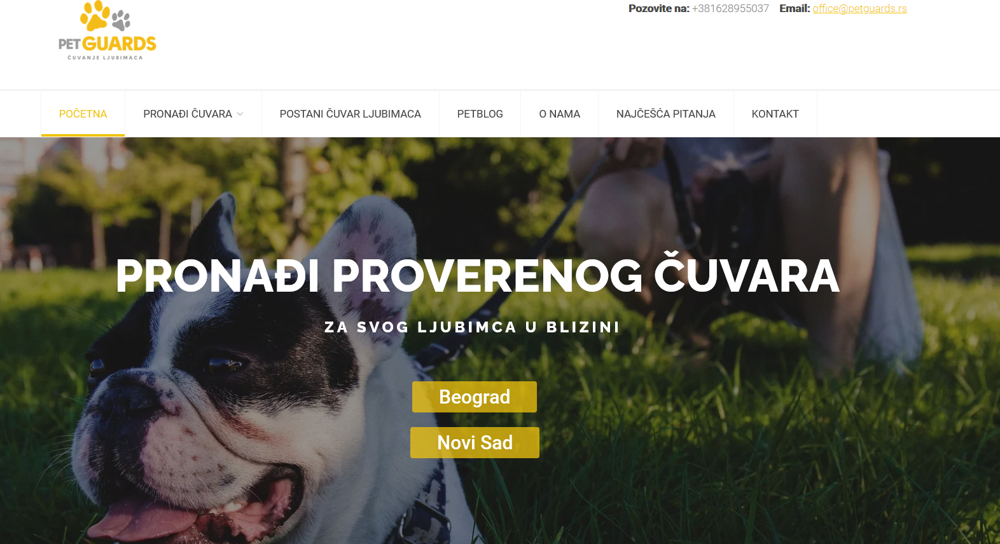 PET GUARDS
ČUVANJE LJUBIMACA
Pozovite na: +381628955037 Email: office@petguards.rs
POČETNA PRONAĐI ČUVARA POSTANI ČUVAR LJUBIMACA PETBLOG O NAMA NAJČEŠĆA PITANJA KONTAKT
PRONAĐI PROVERENOG ČUVARA
ZA SVOG LJUBIMCA U BLIZINI
Beograd
Novi Sad